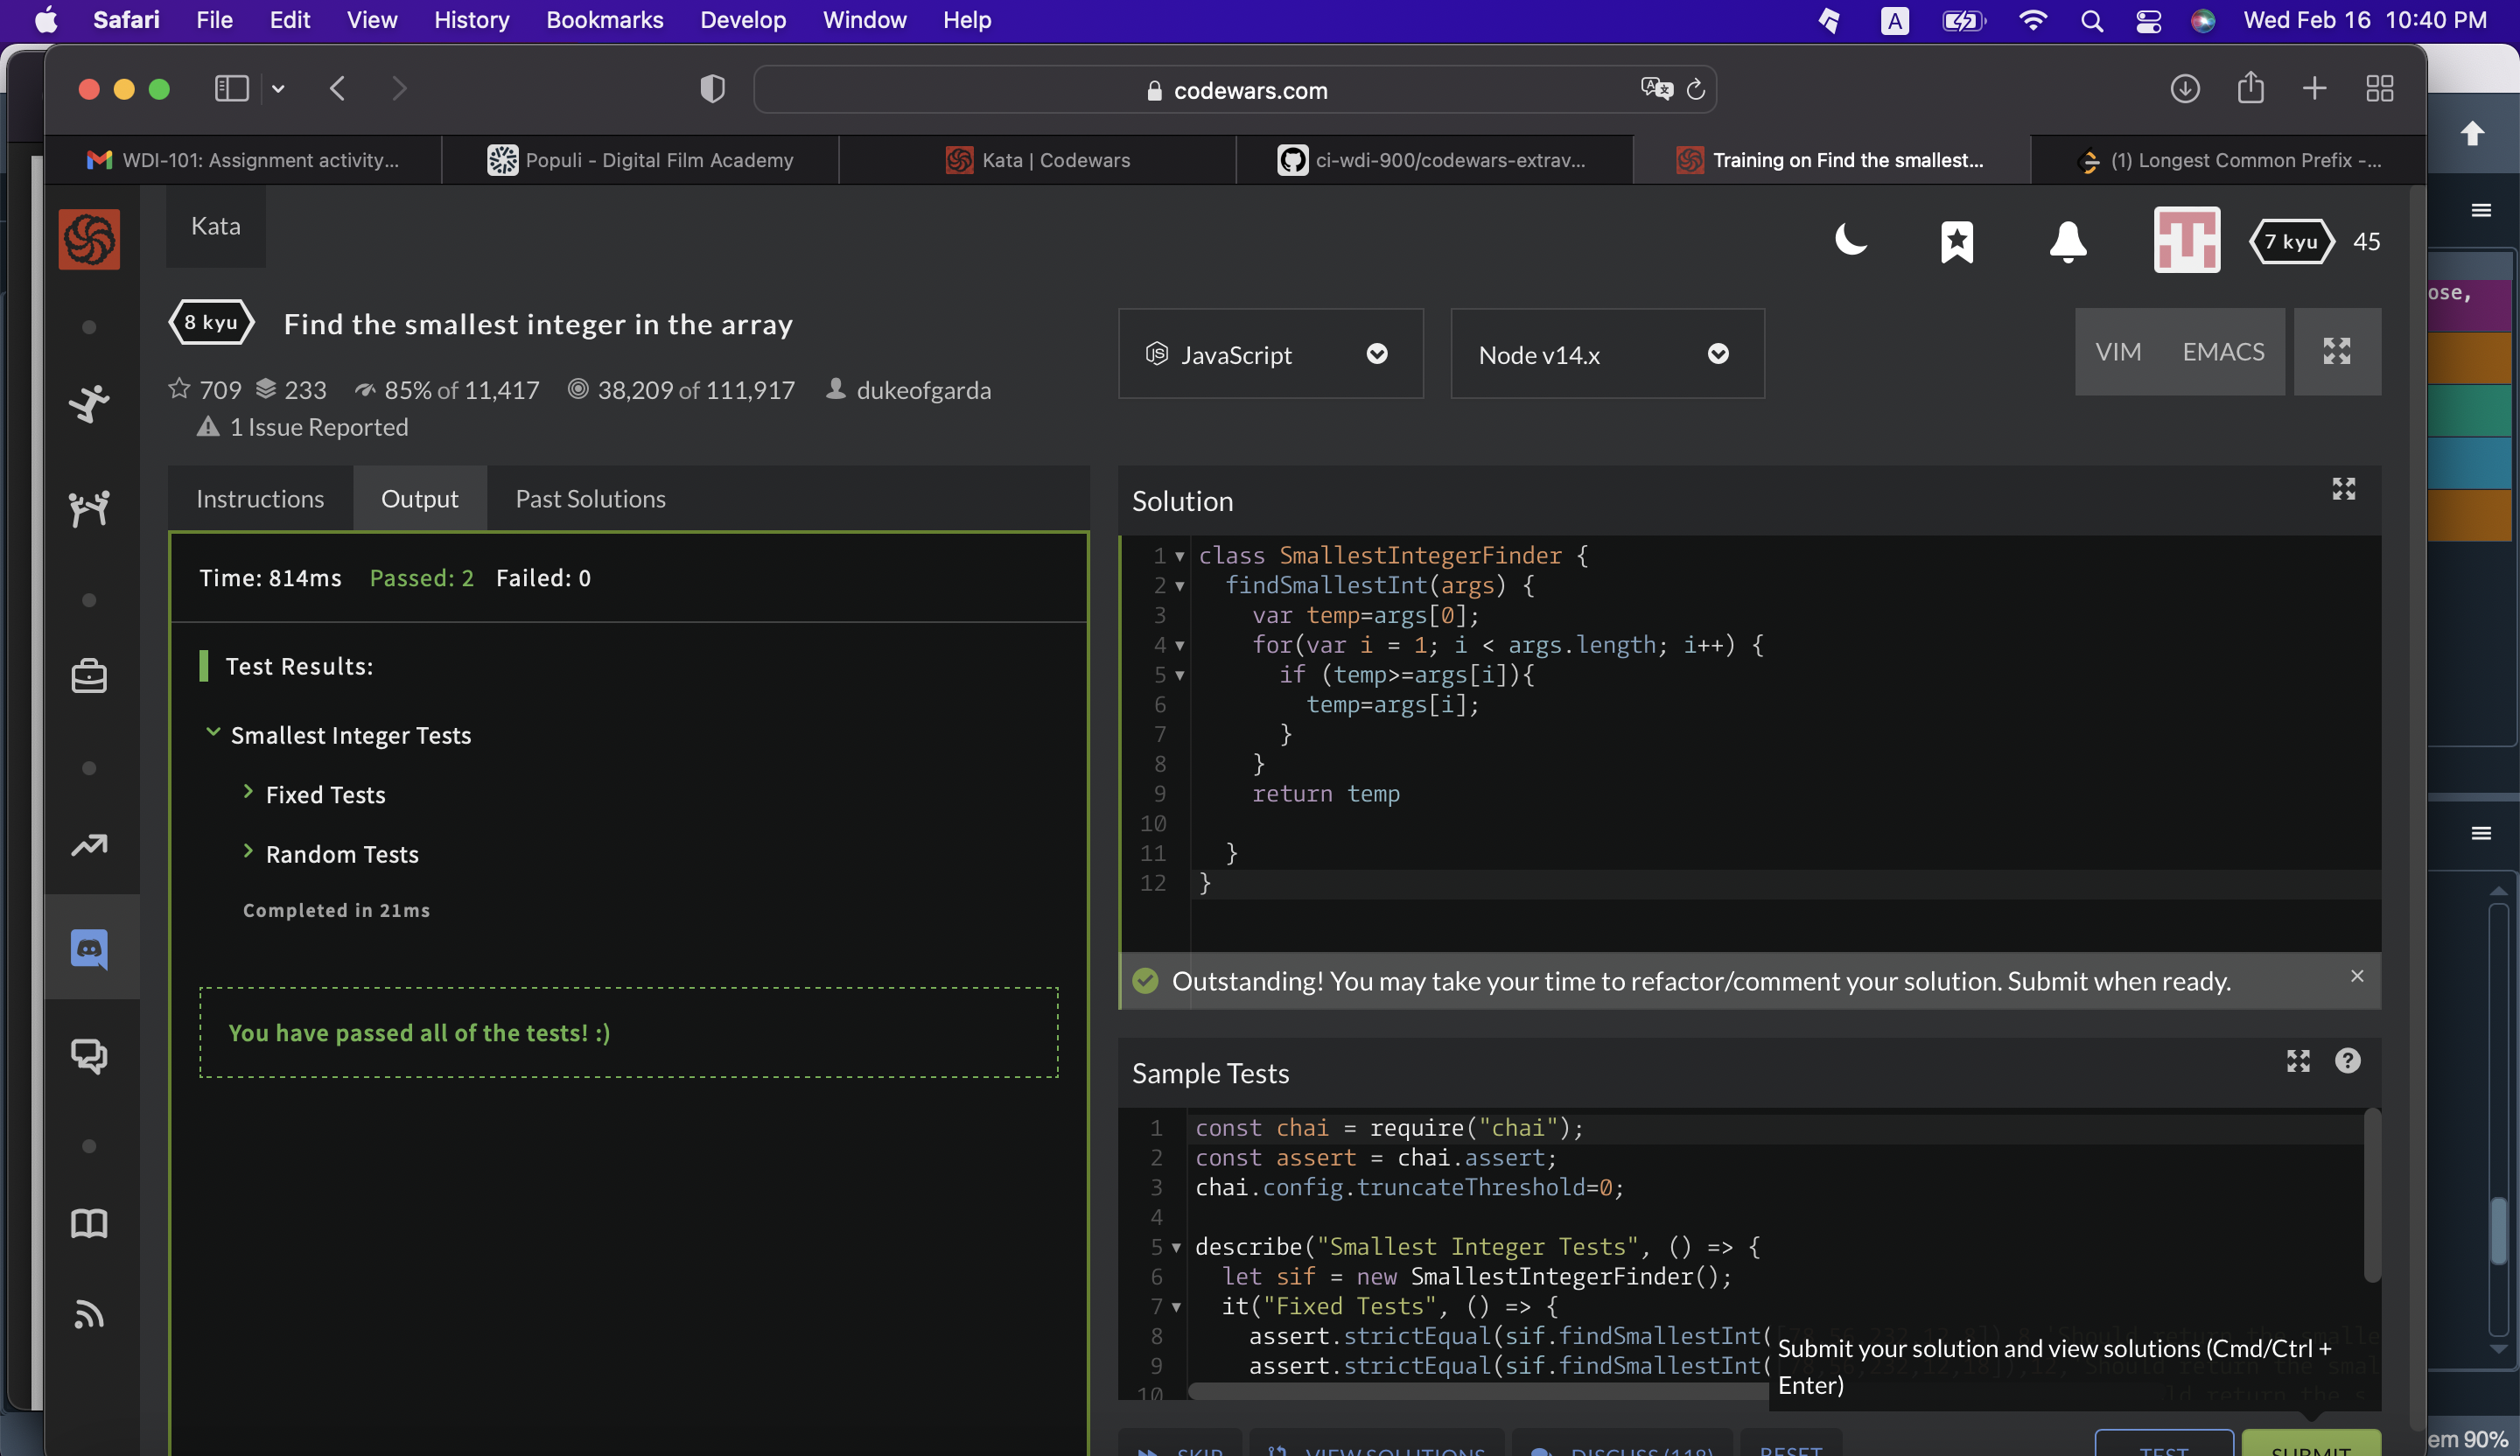 Safari File Edit View History Bookmarks Develop Window Help A Wed Feb 16 10:40 PM
codewars.com
WDI-101: Assignment activity... Populi - Digital Film Academy Kata | Codewars ci-wdi-900/codewars-extrav... Training on Find the smallest... (1) Longest Common Prefix -...
Kata
7 kyu 45
ose,
8 kyu Find the smallest integer in the array
JavaScript
Node v14.x
VIM EMACS
709 233 85% of 11,417 38,209 of 111,917 dukeofgarda
1 Issue Reported
Instructions Output Past Solutions
Time: 814ms Passed: 2 Failed: 0
Test Results:
Smallest Integer Tests
Fixed Tests
Random Tests
Completed in 21ms
You have passed all of the tests! :)
Solution
1 class SmallestIntegerFinder {
2 findSmallestInt(args) {
3 var temp=args[0];
4 for(var i = 1; i < args.length; i++) {
5 if (temp>=args[i]){
6 temp=args[i];
7 }
8 }
9 return temp
10
11 }
12 }
Outstanding! You may take your time to refactor/comment your solution. Submit when ready.
Sample Tests
1 const chai = require("chai");
2 const assert = chai.assert;
3 chai.config.truncateThreshold=0;
4
5 describe("Smallest Integer Tests", () => {
6 let sif = new SmallestIntegerFinder();
7 it("Fixed Tests", () => {
8 assert.strictEqual(sif.findSmallestInt(
9 assert.strictEqual(sif.findSmallestInt(
10
Submit your solution and view solutions (Cmd/Ctrl +
Enter)
SKIP VIEW SOLUTIONS DISCUSS (118) RESET TEST SUBMIT
em 90%